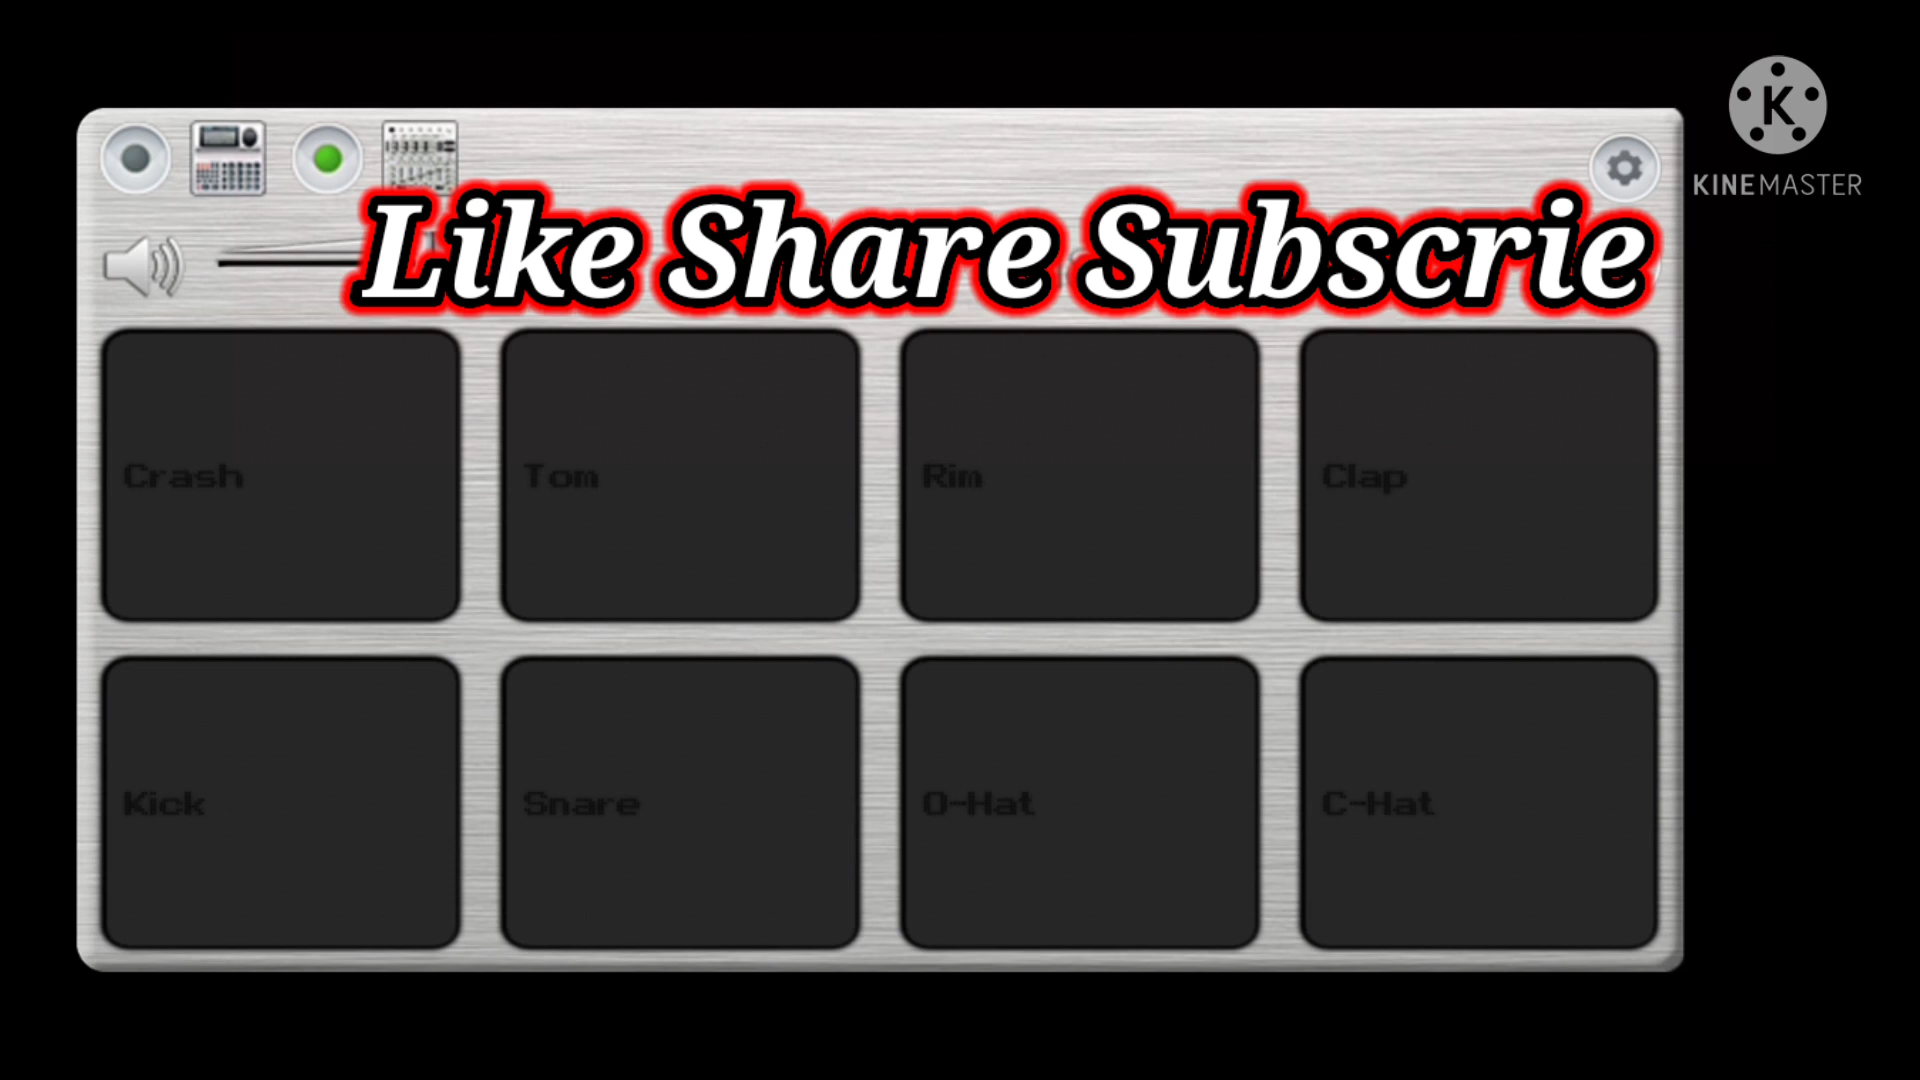 K
KINEMASTER
Like Share Subscrie
Crash Tom Rim Clap
Kick Snare O-Hat C-Hat